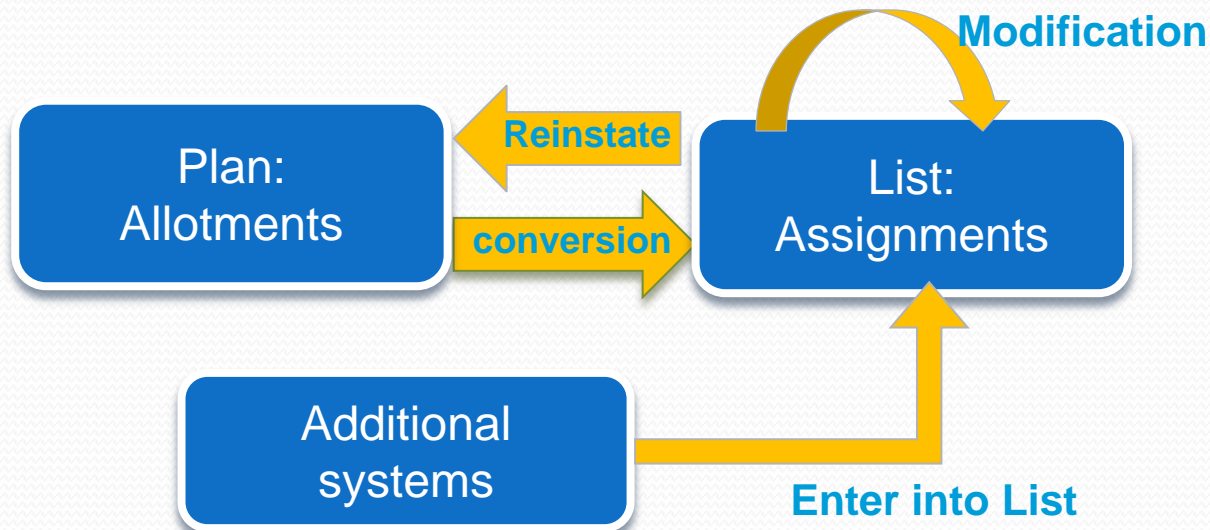 Modification
Plan:
Allotments
Reinstate
conversion
List:
Assignments
Additional
systems
Enter into List